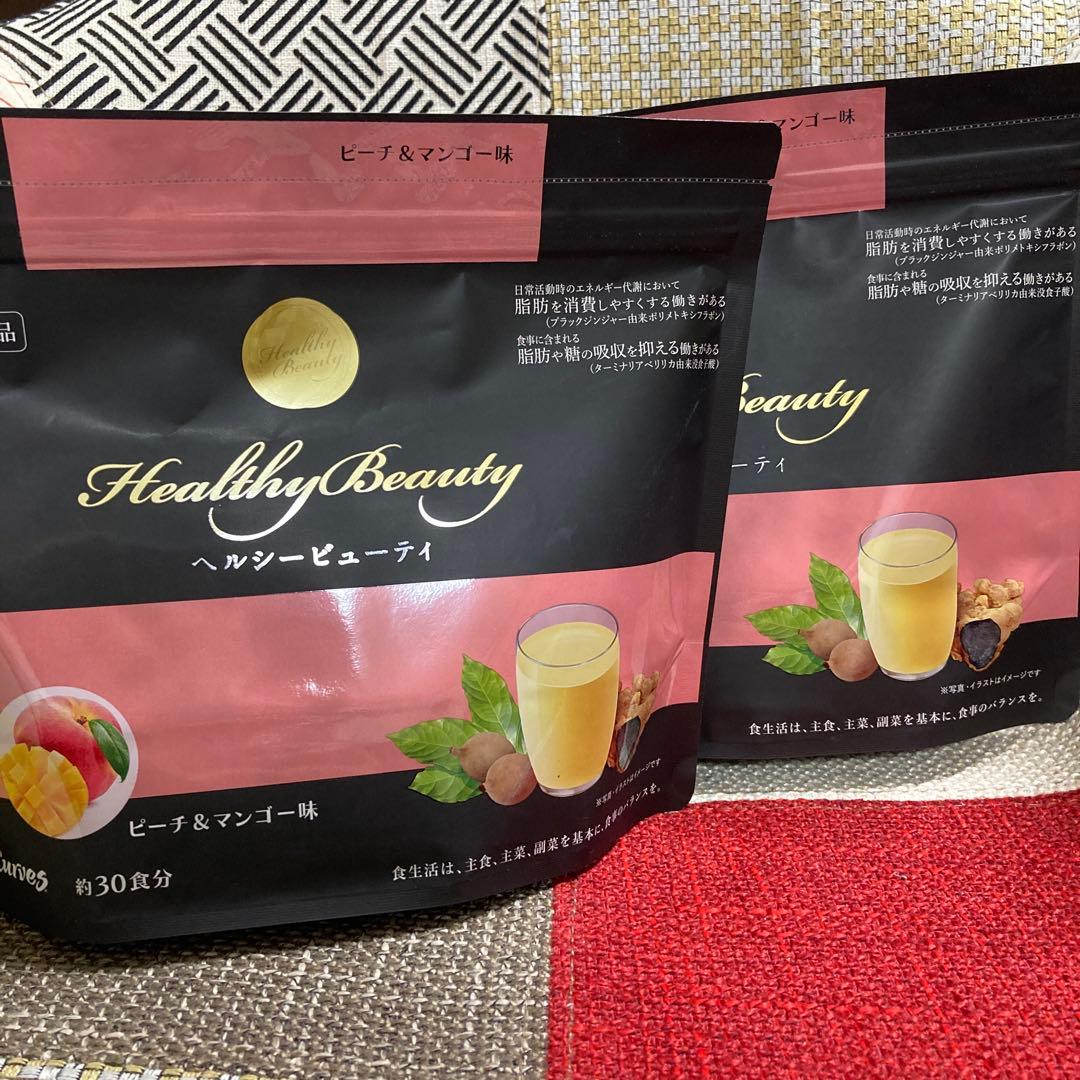 ピーチ&マンゴー味
日常活動時のエネルギー代謝において
脂肪を消費しやすくする働きがある
(ブラックジンジャー由来ポリメトキシフラボン)
食事に含まれる
脂肪や糖の吸収を抑える働きがある
(ターミナリアベリリカ由来没食子酸)
品
Healthy
Beauty
HealthyBeauty
ヘルシービューティ
※写真・イラストはイメージです
ピーチ&マンゴー味
食生活は、主食、主菜、副菜を基本に、食事のバランスを。
Curves
約30食分
マンゴー味
日常活動時のエネルギー代謝において
脂肪を消費しやすくする働きがある
(ブラックジンジャー由来ポリメトキシフラボン)
食事に含まれる
脂肪や糖の吸収を抑える働きがある
(ターミナリアベリリカ由来没食子酸)
Beauty
ーティ
※写真・イラストはイメージです
食生活は、主食、主菜、副菜を基本に、食事のバランスを。